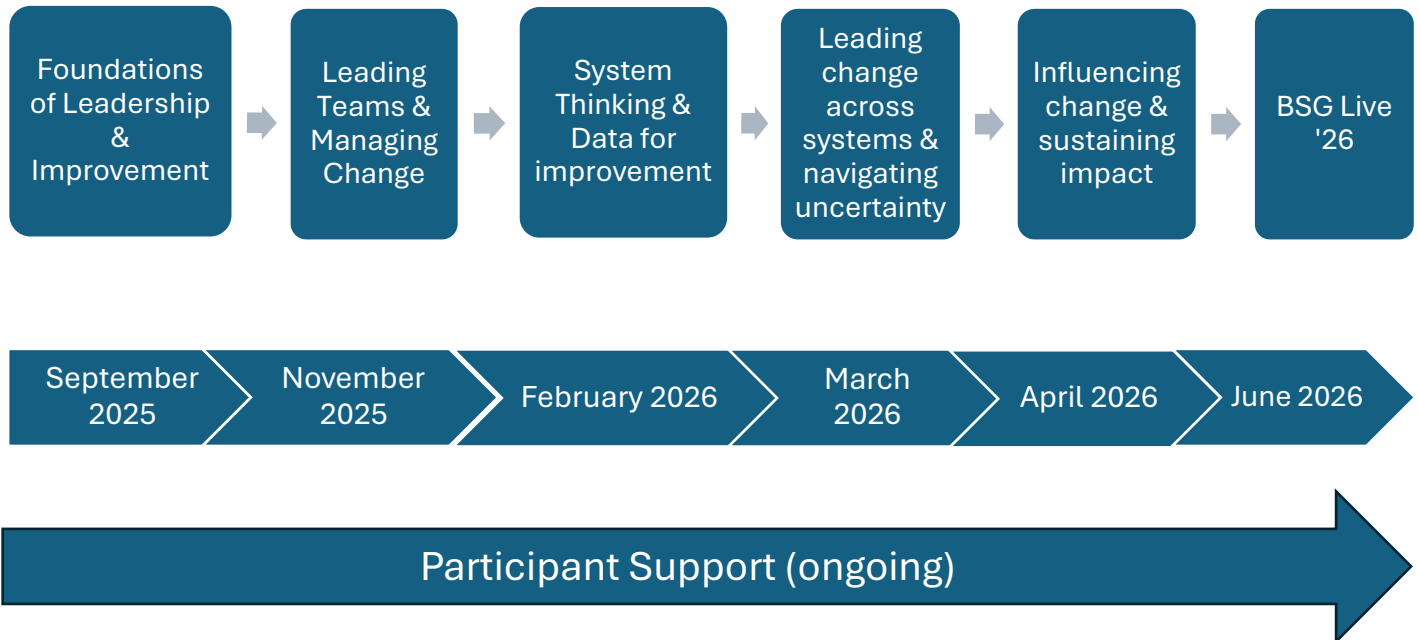 Foundations
of Leadership
&
Improvement
Leading
Teams &
Managing
Change
System
Thinking &
Data for
improvement
Leading
change
across
systems &
navigating
uncertainty
Influencing
change &
sustaining
impact
BSG Live
'26
September
2025
November
2025
February 2026
March
2026
April 2026
June 2026
Participant Support (ongoing)